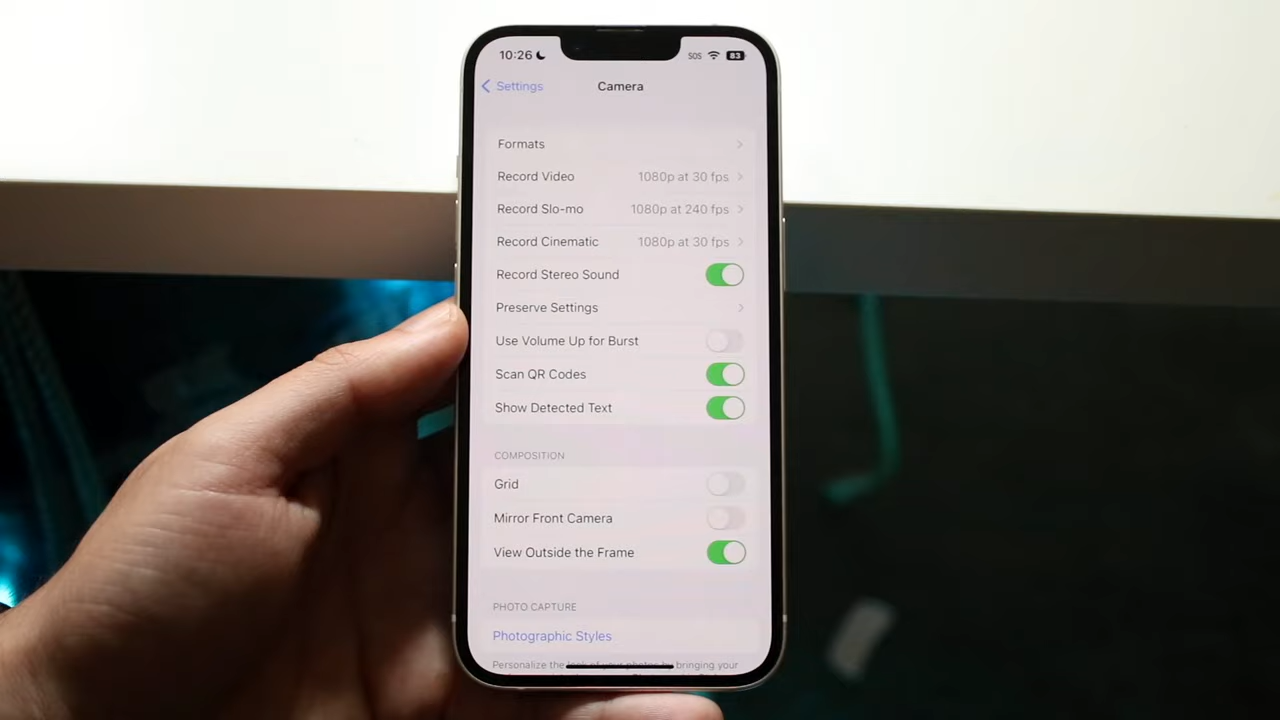 10:26 SOS 83
Settings Camera
Formats
Record Video 1080p at 30 fps
Record Slo-mo 1080p at 240 fps
Record Cinematic 1080p at 30 fps
Record Stereo Sound
Preserve Settings
Use Volume Up for Burst
Scan QR Codes
Show Detected Text
COMPOSITION
Grid
Mirror Front Camera
View Outside the Frame
PHOTO CAPTURE
Photographic Styles
Personalize the look of your photos by bringing your